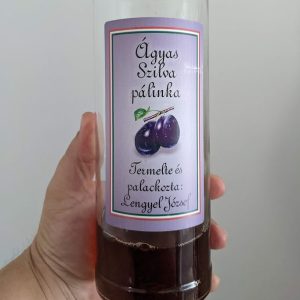 Ágyas
Szilva
pálinka
Termelte és
palackozta:
Lengyel József